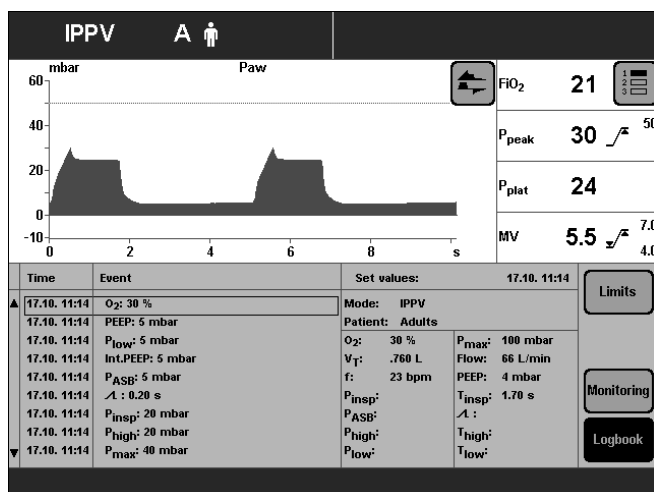 IPPV A
mbar Paw
60
40
20
0
-10
0 2 4 6 8 s
FiO2 21
1
2
3
Ppeak 30 50
Pplat 24
MV 5.5 7.0
4.0
Time Event
17.10. 11:14 O2: 30 %
17.10. 11:14 PEEP: 5 mbar
17.10. 11:14 Plow: 5 mbar
17.10. 11:14 Int.PEEP: 5 mbar
17.10. 11:14 PASB: 5 mbar
17.10. 11:14 : 0.20 s
17.10. 11:14 Pinsp: 20 mbar
17.10. 11:14 Phigh: 20 mbar
17.10. 11:14 Pmax: 40 mbar
Set values: 17.10. 11:14
Mode: IPPV
Patient: Adults
O2: 30 % Pmax: 100 mbar
VT: .760 L Flow: 66 L/min
f: 23 bpm PEEP: 4 mbar
Pinsp: Tinsp: 1.70 s
PASB: :
Phigh: Thigh:
Plow: Tlow:
Limits
Monitoring
Logbook